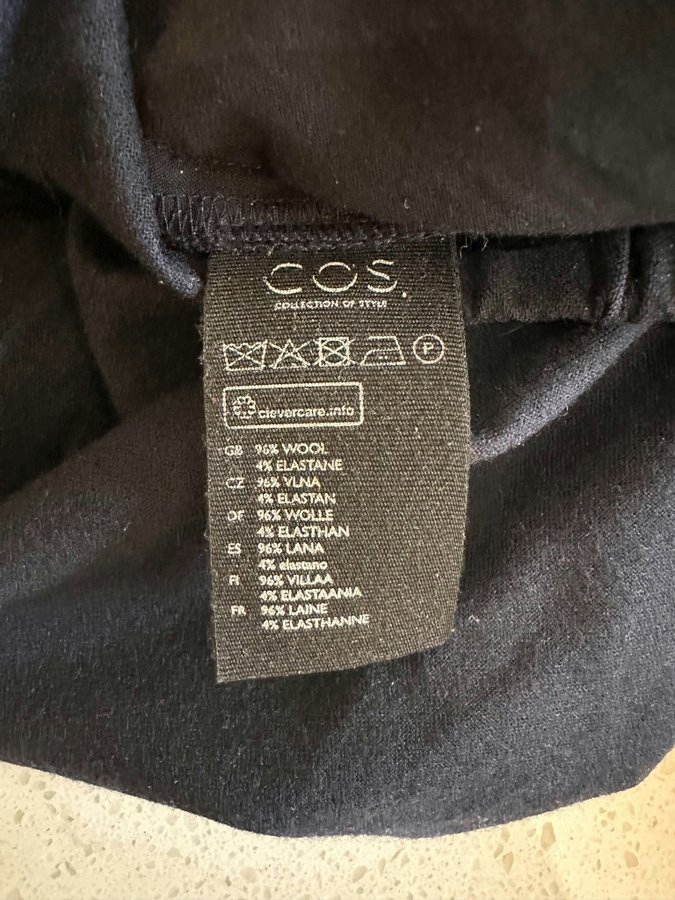 COS.
COLLECTION OF STYLE
P
clevercare.info
GB 96% WOOL
4% ELASTANE
CZ 96% VLNA
4% ELASTAN
DE 96% WOLLE
4% ELASTHAN
ES 96% LANA
4% elastano
FI 96% VILLAA
4% ELASTAANIA
FR 96% LAINE
4% ELASTHANNE